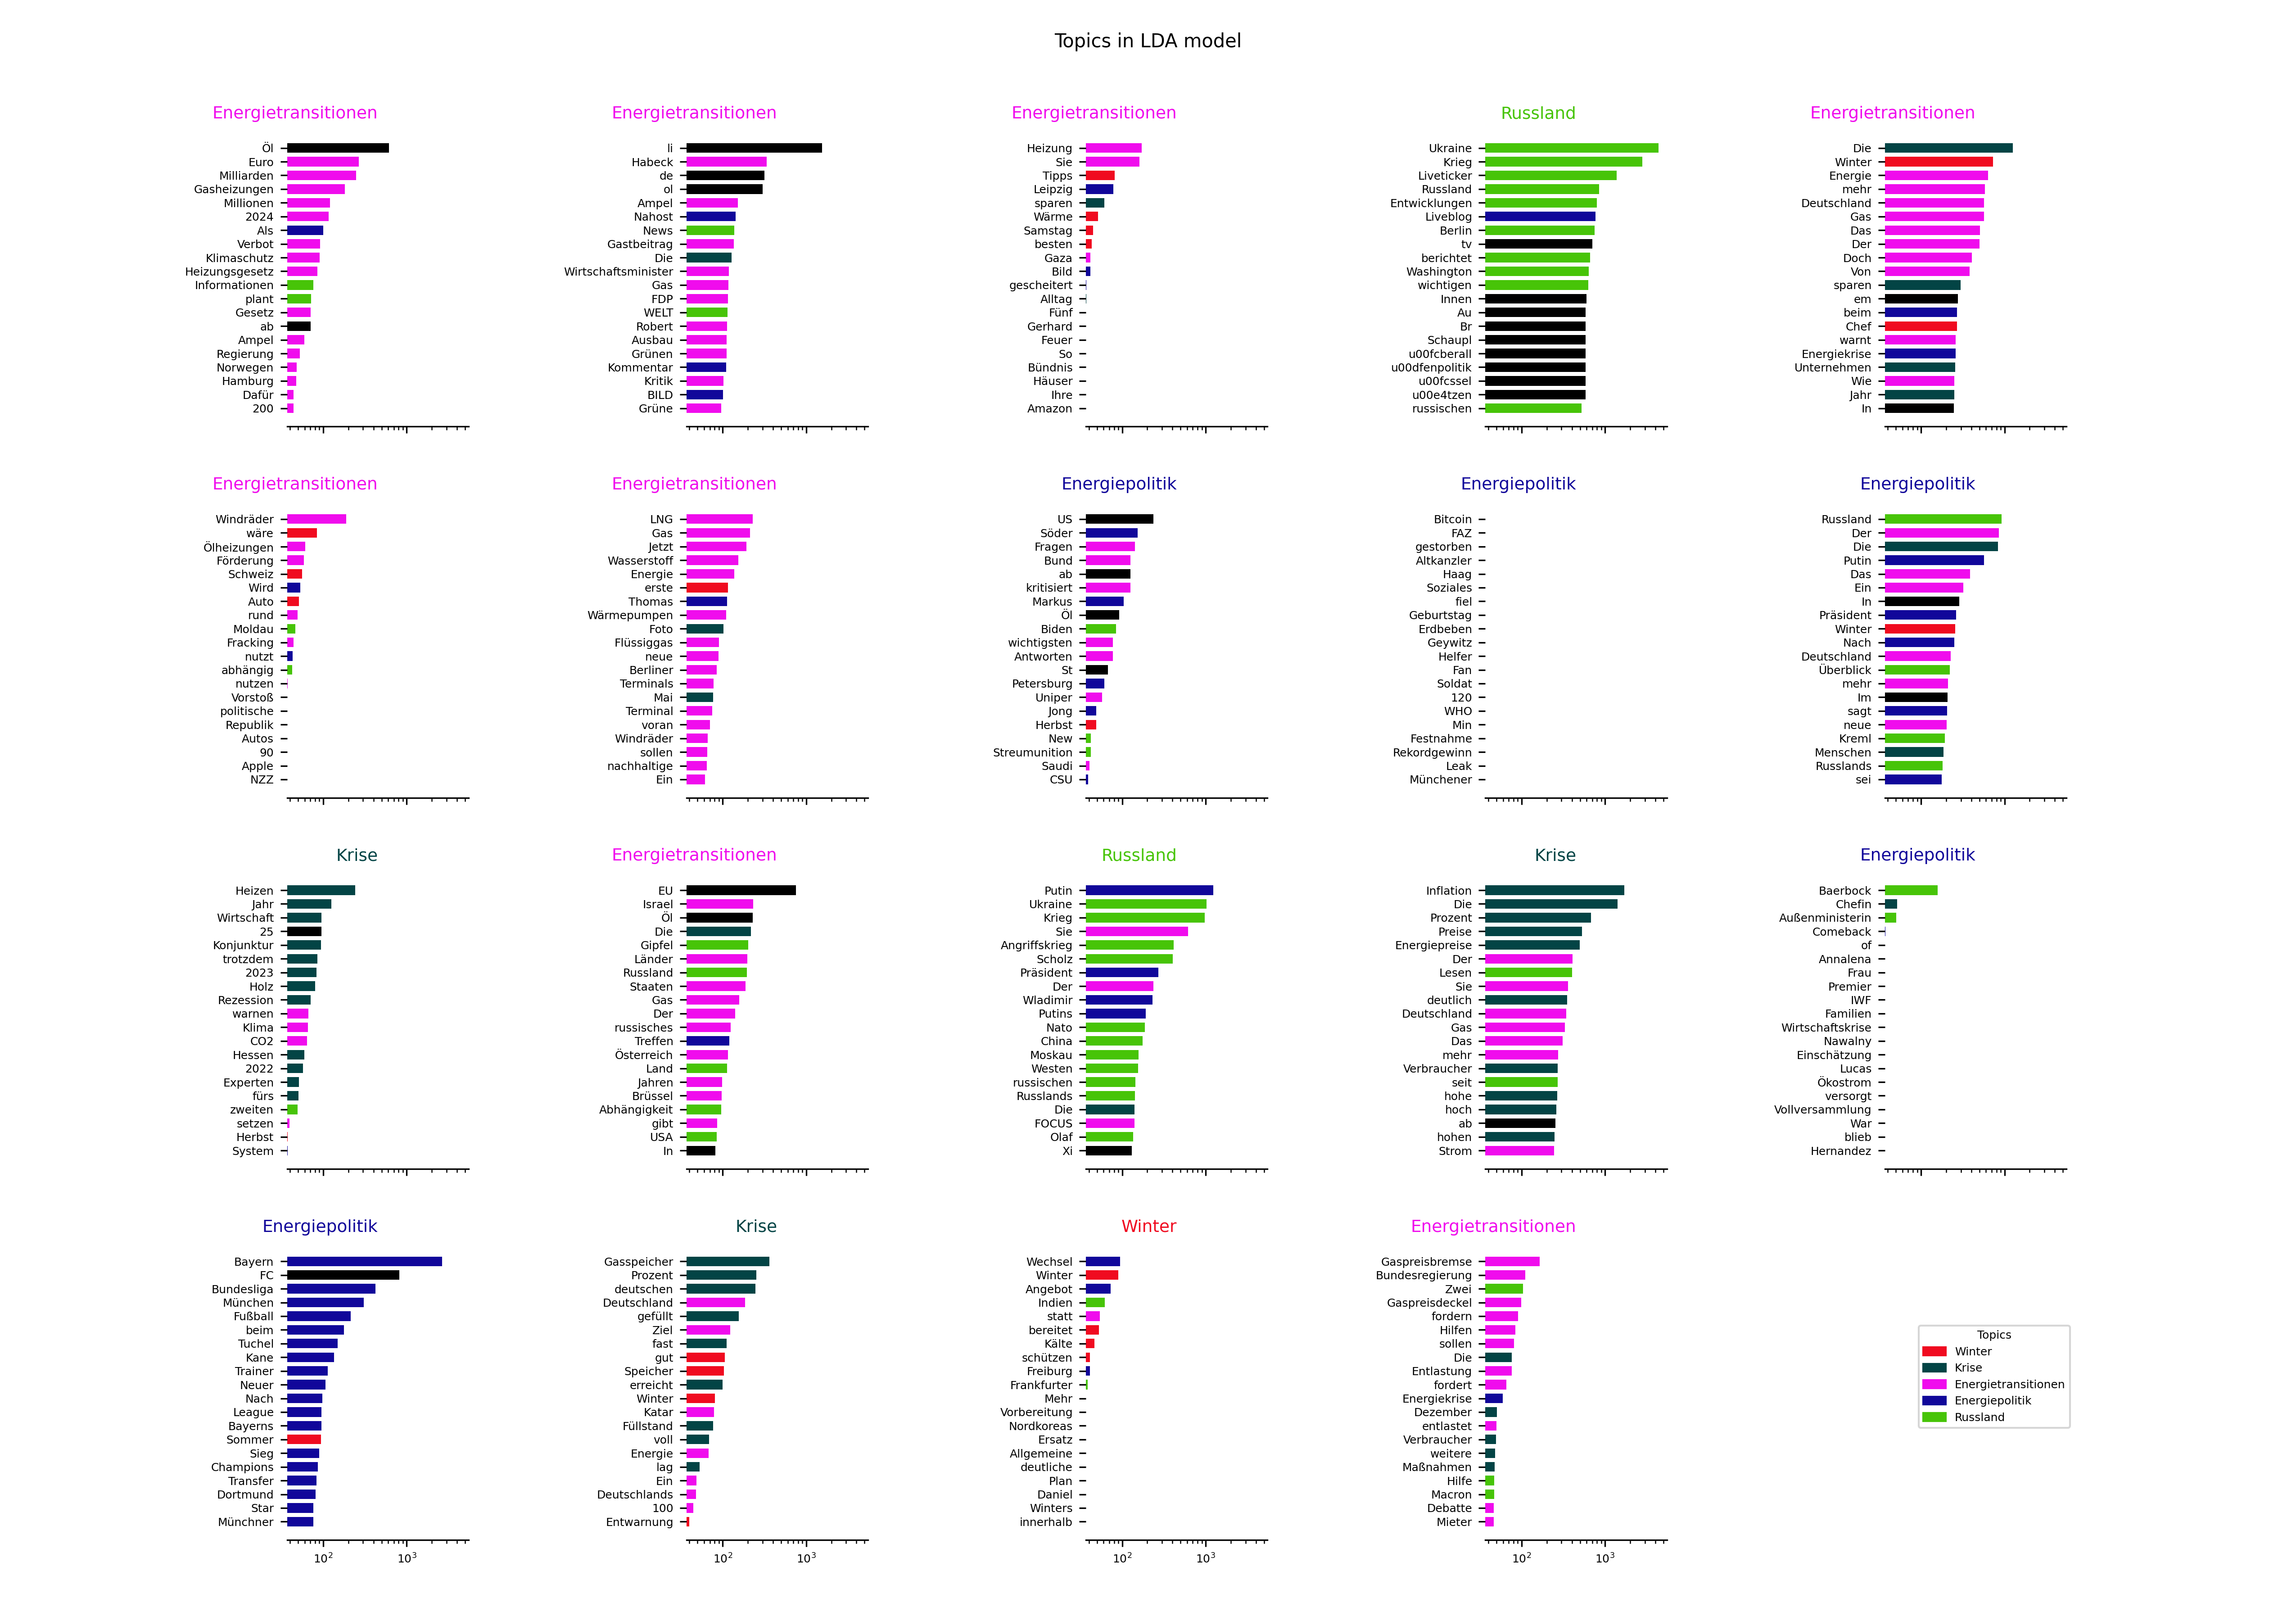 Topics in LDA model
Energietransitionen
Öl
Euro
Milliarden
Gasheizungen
Millionen
2024
Als
Verbot
Klimaschutz
Heizungsgesetz
Informationen
plant
Gesetz
ab
Ampel
Regierung
Norwegen
Hamburg
Dafür
200
Energietransitionen
li
Habeck
de
ol
Ampel
Nahost
News
Gastbeitrag
Die
Wirtschaftsminister
Gas
FDP
WELT
Robert
Ausbau
Grünen
Kommentar
Kritik
BILD
Grüne
Energietransitionen
Heizung
Sie
Tipps
Leipzig
sparen
Wärme
Samstag
besten
Gaza
Bild
gescheitert
Alltag
Fünf
Gerhard
Feuer
So
Bündnis
Häuser
Ihre
Amazon
Russland
Ukraine
Krieg
Liveticker
Russland
Entwicklungen
Liveblog
Berlin
tv
berichtet
Washington
wichtigen
Innen
Au
Br
Schaupl
u00fcberall
u00dfenpolitik
u00fcssel
u00e4tzen
russischen
Energietransitionen
Die
Winter
Energie
mehr
Deutschland
Gas
Das
Der
Doch
Von
sparen
em
beim
Chef
warnt
Energiekrise
Unternehmen
Wie
Jahr
In
Energietransitionen
Windräder
wäre
Ölheizungen
Förderung
Schweiz
Wird
Auto
rund
Moldau
Fracking
nutzt
abhängig
nutzen
Vorstoß
politische
Republik
Autos
90
Apple
NZZ
Energietransitionen
LNG
Gas
Jetzt
Wasserstoff
Energie
erste
Thomas
Wärmepumpen
Foto
Flüssiggas
neue
Berliner
Terminals
Mai
Terminal
voran
Windräder
sollen
nachhaltige
Ein
Energiepolitik
US
Söder
Fragen
Bund
ab
kritisiert
Markus
Öl
Biden
wichtigsten
Antworten
St
Petersburg
Uniper
Jong
Herbst
New
Streumunition
Saudi
CSU
Energiepolitik
Bitcoin
FAZ
gestorben
Altkanzler
Haag
Soziales
fiel
Geburtstag
Erdbeben
Geywitz
Helfer
Fan
Soldat
120
WHO
Min
Festnahme
Rekordgewinn
Leak
Münchener
Energiepolitik
Russland
Der
Die
Putin
Das
Ein
In
Präsident
Winter
Nach
Deutschland
Überblick
mehr
Im
sagt
neue
Kreml
Menschen
Russlands
sei
Krise
Heizen
Jahr
Wirtschaft
25
Konjunktur
trotzdem
2023
Holz
Rezession
warnen
Klima
CO2
Hessen
2022
Experten
fürs
zweiten
setzen
Herbst
System
Energietransitionen
EU
Israel
Öl
Die
Gipfel
Länder
Russland
Staaten
Gas
Der
russisches
Treffen
Österreich
Land
Jahren
Brüssel
Abhängigkeit
gibt
USA
In
Russland
Putin
Ukraine
Krieg
Sie
Angriffskrieg
Scholz
Präsident
Der
Wladimir
Putins
Nato
China
Moskau
Westen
russischen
Russlands
Die
FOCUS
Olaf
Xi
Krise
Inflation
Die
Prozent
Preise
Energiepreise
Der
Lesen
Sie
deutlich
Deutschland
Gas
Das
mehr
Verbraucher
seit
hohe
hoch
ab
hohen
Strom
Energiepolitik
Baerbock
Chefin
Außenministerin
Comeback
of
Annalena
Frau
Premier
IWF
Familien
Wirtschaftskrise
Nawalny
Einschätzung
Lucas
Ökostrom
versorgt
Vollversammlung
War
blieb
Hernandez
Energiepolitik
Bayern
FC
Bundesliga
München
Fußball
beim
Tuchel
Kane
Trainer
Neuer
Nach
League
Bayerns
Sommer
Sieg
Champions
Transfer
Dortmund
Star
Münchner
10² 10³
Krise
Gasspeicher
Prozent
deutschen
Deutschland
gefüllt
Ziel
fast
gut
Speicher
erreicht
Winter
Katar
Füllstand
voll
Energie
lag
Ein
Deutschlands
100
Entwarnung
10² 10³
Winter
Wechsel
Winter
Angebot
Indien
statt
bereitet
Kälte
schützen
Freiburg
Frankfurter
Mehr
Vorbereitung
Nordkoreas
Ersatz
Allgemeine
deutliche
Plan
Daniel
Winters
innerhalb
10² 10³
Energietransitionen
Gaspreisbremse
Bundesregierung
Zwei
Gaspreisdeckel
fordern
Hilfen
sollen
Die
Entlastung
fordert
Energiekrise
Dezember
entlastet
Verbraucher
weitere
Maßnahmen
Hilfe
Macron
Debatte
Mieter
10² 10³
Topics
Winter
Krise
Energietransitionen
Energiepolitik
Russland